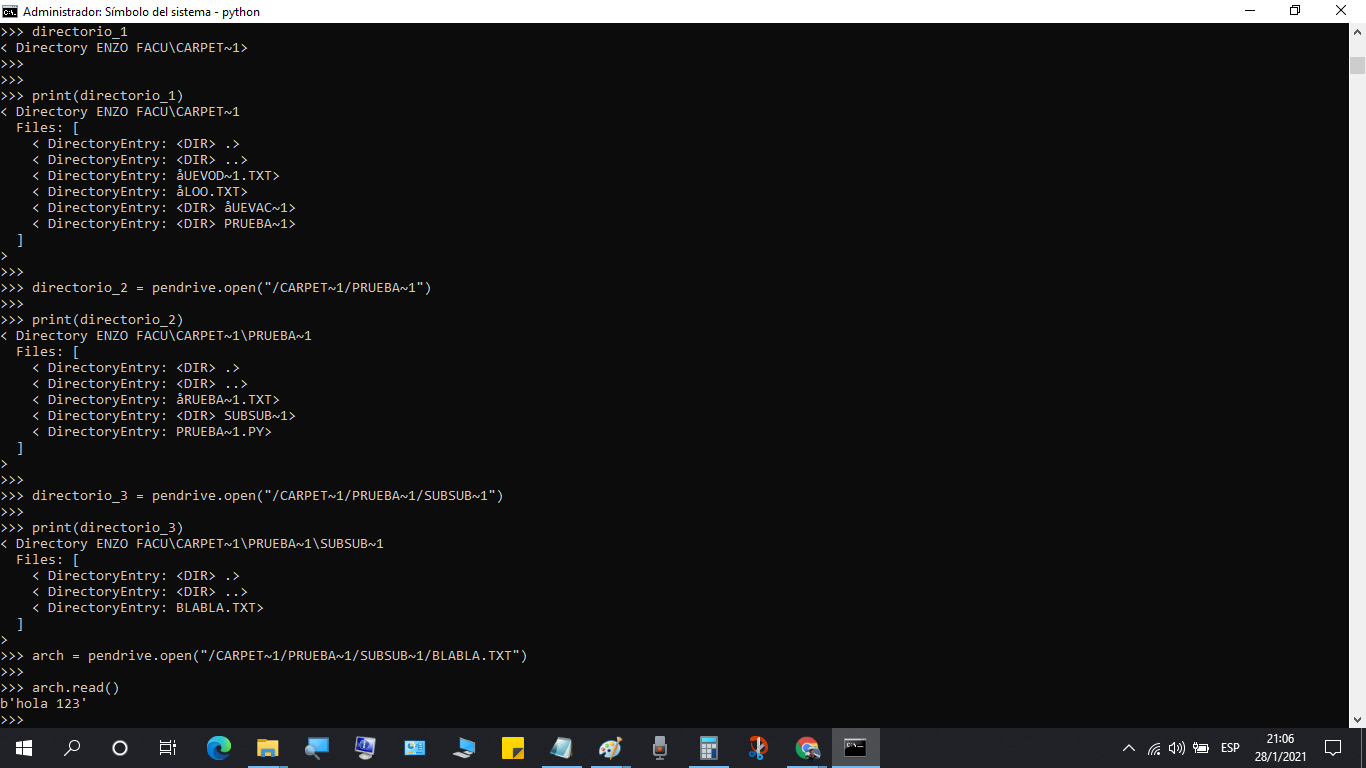 Administrador: Símbolo del sistema - python
>>> directorio_1
< Directory ENZO FACU\CARPET~1>
>>>
>>>
>>> print(directorio_1)
< Directory ENZO FACU\CARPET~1
  Files: [
    < DirectoryEntry: <DIR> .>
    < DirectoryEntry: <DIR> ..>
    < DirectoryEntry: åUEVOD~1.TXT>
    < DirectoryEntry: åLOO.TXT>
    < DirectoryEntry: <DIR> åUEVAC~1>
    < DirectoryEntry: <DIR> PRUEBA~1>
  ]
>
>>>
>>> directorio_2 = pendrive.open("/CARPET~1/PRUEBA~1")
>>>
>>> print(directorio_2)
< Directory ENZO FACU\CARPET~1\PRUEBA~1
  Files: [
    < DirectoryEntry: <DIR> .>
    < DirectoryEntry: <DIR> ..>
    < DirectoryEntry: åRUEBA~1.TXT>
    < DirectoryEntry: <DIR> SUBSUB~1>
    < DirectoryEntry: PRUEBA~1.PY>
  ]
>
>>>
>>> directorio_3 = pendrive.open("/CARPET~1/PRUEBA~1/SUBSUB~1")
>>>
>>> print(directorio_3)
< Directory ENZO FACU\CARPET~1\PRUEBA~1\SUBSUB~1
  Files: [
    < DirectoryEntry: <DIR> .>
    < DirectoryEntry: <DIR> ..>
    < DirectoryEntry: BLABLA.TXT>
  ]
>
>>> arch = pendrive.open("/CARPET~1/PRUEBA~1/SUBSUB~1/BLABLA.TXT")
>>>
>>> arch.read()
b'hola 123'
>>>
ESP
21:06
28/1/2021